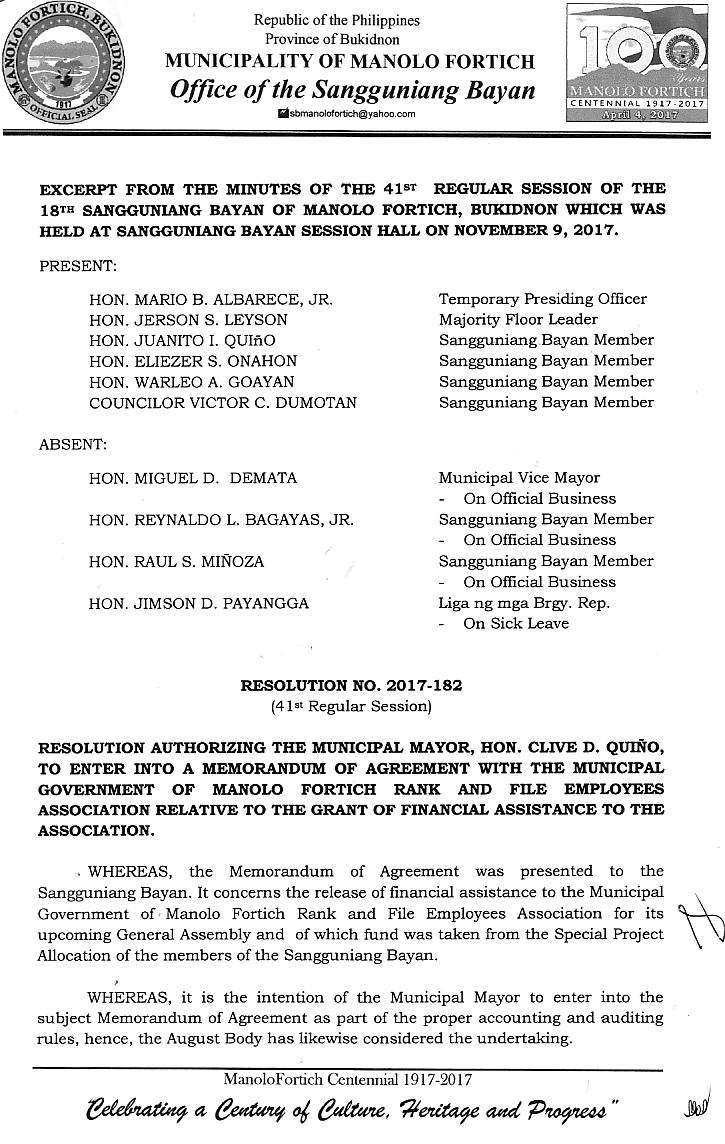 MANOLO FORTICH, BUKIDNON
1917
OFFICIAL SEAL
Republic of the Philippines
Province of Bukidnon
MUNICIPALITY OF MANOLO FORTICH
Office of the Sangguniang Bayan
sbmanolofortich@yahoo.com
100
Years
MANOLO FORTICH
CENTENNIAL 1917-2017
April 4, 2017
EXCERPT FROM THE MINUTES OF THE 41ST REGULAR SESSION OF THE
18TH SANGGUNIANG BAYAN OF MANOLO FORTICH, BUKIDNON WHICH WAS
HELD AT SANGGUNIANG BAYAN SESSION HALL ON NOVEMBER 9, 2017.
PRESENT:
HON. MARIO B. ALBARECE, JR. Temporary Presiding Officer
HON. JERSON S. LEYSON Majority Floor Leader
HON. JUANITO I. QUIñO Sangguniang Bayan Member
HON. ELIEZER S. ONAHON Sangguniang Bayan Member
HON. WARLEO A. GOAYAN Sangguniang Bayan Member
COUNCILOR VICTOR C. DUMOTAN Sangguniang Bayan Member
ABSENT:
HON. MIGUEL D. DEMATA Municipal Vice Mayor
- On Official Business
HON. REYNALDO L. BAGAYAS, JR. Sangguniang Bayan Member
- On Official Business
HON. RAUL S. MIÑOZA Sangguniang Bayan Member
- On Official Business
HON. JIMSON D. PAYANGGA Liga ng mga Brgy. Rep.
- On Sick Leave
RESOLUTION NO. 2017-182
(41st Regular Session)
RESOLUTION AUTHORIZING THE MUNICIPAL MAYOR, HON. CLIVE D. QUIÑO,
TO ENTER INTO A MEMORANDUM OF AGREEMENT WITH THE MUNICIPAL
GOVERNMENT OF MANOLO FORTICH RANK AND FILE EMPLOYEES
ASSOCIATION RELATIVE TO THE GRANT OF FINANCIAL ASSISTANCE TO THE
ASSOCIATION.
WHEREAS, the Memorandum of Agreement was presented to the
Sangguniang Bayan. It concerns the release of financial assistance to the Municipal
Government of Manolo Fortich Rank and File Employees Association for its
upcoming General Assembly and of which fund was taken from the Special Project
Allocation of the members of the Sangguniang Bayan.
WHEREAS, it is the intention of the Municipal Mayor to enter into the
subject Memorandum of Agreement as part of the proper accounting and auditing
rules, hence, the August Body has likewise considered the undertaking.
ManoloFortich Centennial 1917-2017
"Celebrating a Century of Culture, Heritage and Progress"